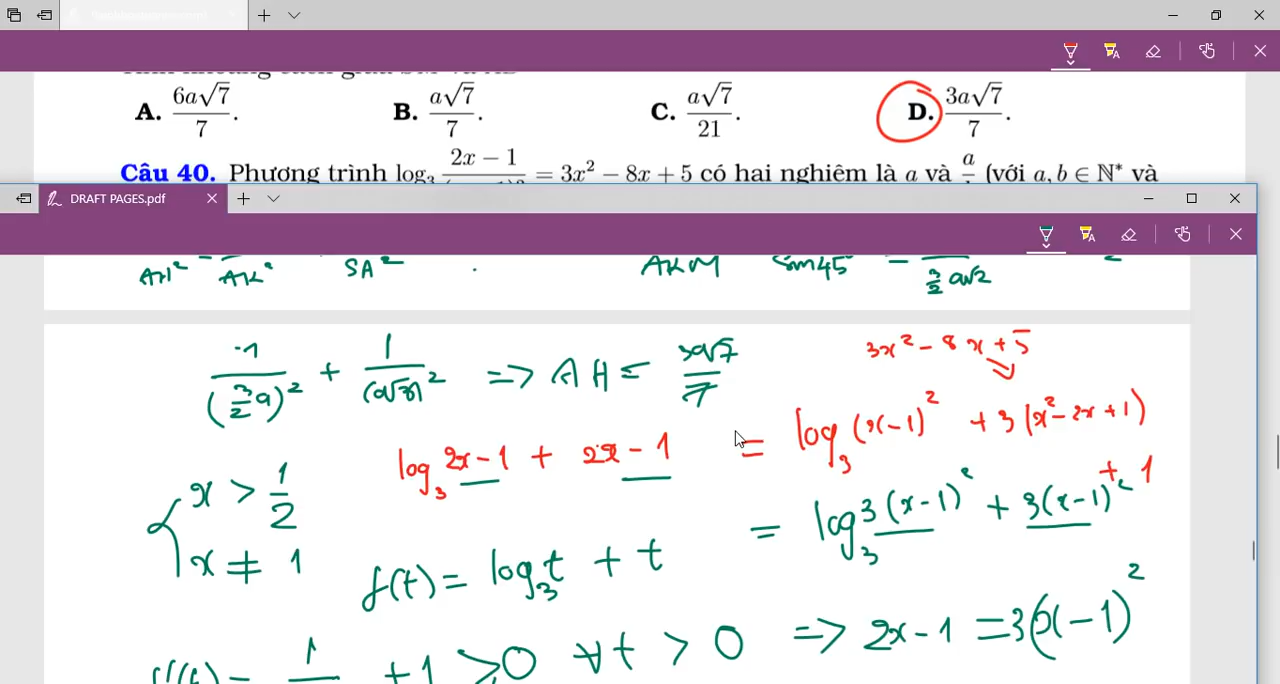 A. 6a√7/7. B. a√7/7. C. a√7/21. D. 3a√7/7.
Câu 40. Phương trình log₃ 2x − 1 = 3x² − 8x + 5 có hai nghiệm là a và a (với a, b ∈ ℕ* và
DRAFT PAGES.pdf
SA²
AKM sin45 = 3/2 a√2
1/(3/2 a)² + 1/(a√3)² => AH = 3a√7/7
3x² - 8x + 5
log₃ 2x - 1 + 2x - 1 = log₃ (x-1)² + 3(x² - 2x + 1) + 1
x > 1/2
x ≠ 1
= log₃ 3(x-1)² + 3(x-1)²
f(t) = log₃ t + t
=> 2x - 1 = 3(x-1)²
+ 1 > 0 ∀t > 0